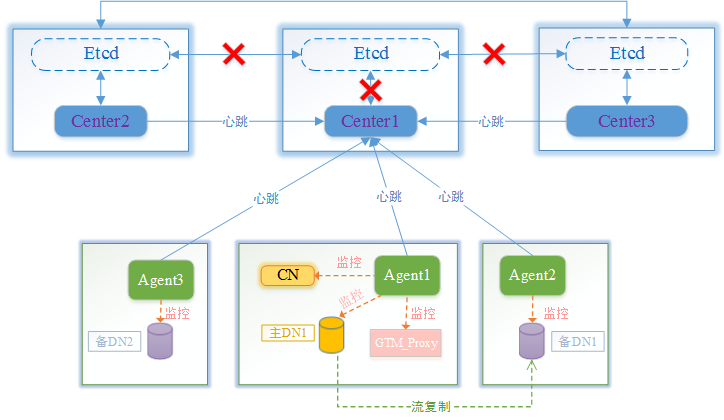 Etcd
Etcd
Etcd
Center2
心跳
Center1
心跳
Center3
心跳
心跳
心跳
Agent3
监控
备DN2
CN
监控
Agent1
监控
监控
主DN1
GTM_Proxy
Agent2
监控
备DN1
流复制